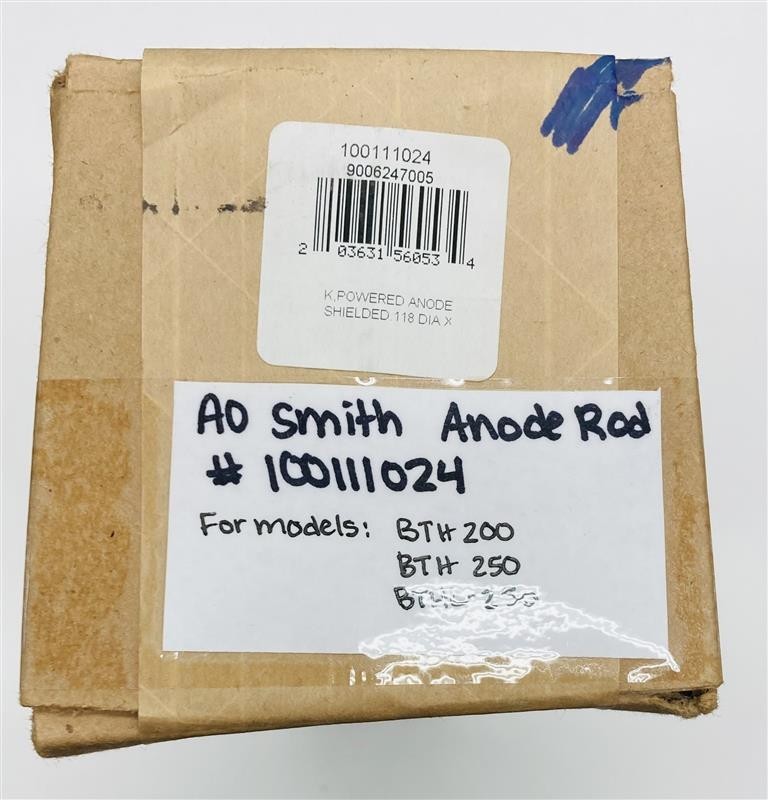 100111024
9006247005
2 03631 56053 4
K,POWERED ANODE
SHIELDED.118 DIA X
AO Smith Anode Rod
# 100111024
For models: BTH 200
BTH 250